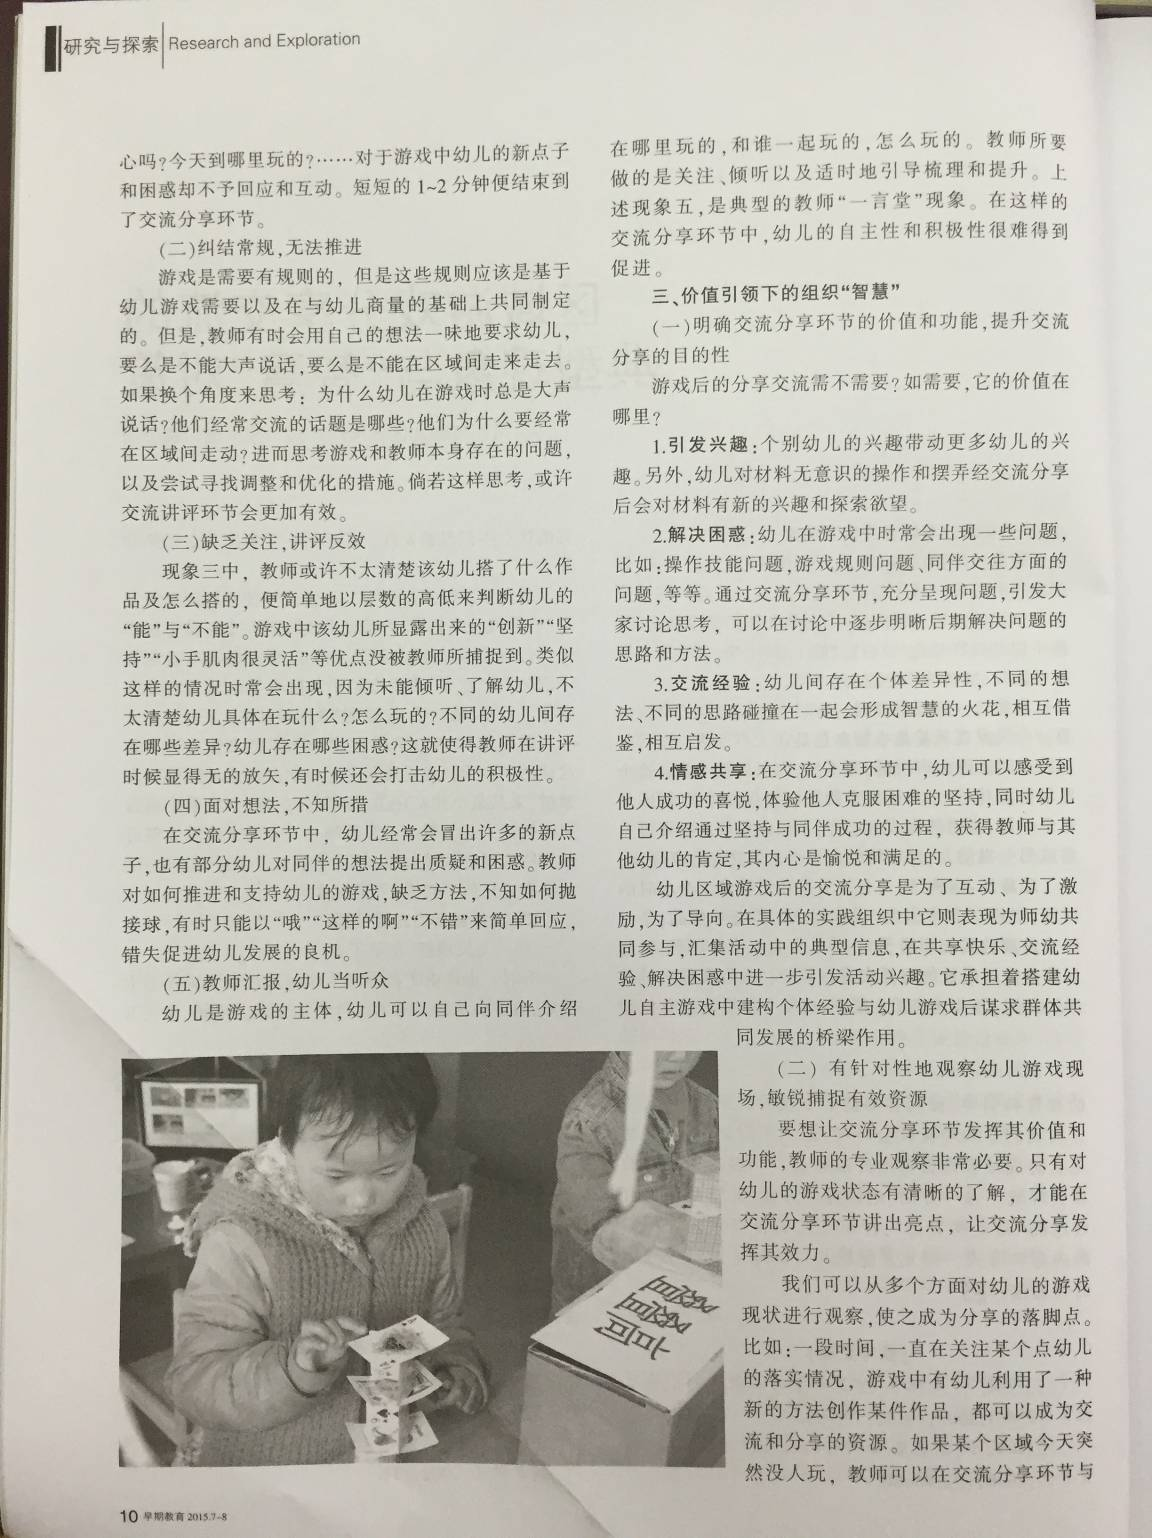 研究与探索 Research and Exploration
心吗?今天到哪里玩的?……对于游戏中幼儿的新点子
和困惑却不予回应和互动。短短的1~2分钟便结束到
了交流分享环节。
(二)纠结常规,无法推进
游戏是需要有规则的，但是这些规则应该是基于
幼儿游戏需要以及在与幼儿商量的基础上共同制定
的。但是,教师有时会用自己的想法一味地要求幼儿，
要么是不能大声说话,要么是不能在区域间走来走去。
如果换个角度来思考：为什么幼儿在游戏时总是大声
说话?他们经常交流的话题是哪些?他们为什么要经常
在区域间走动?进而思考游戏和教师本身存在的问题，
以及尝试寻找调整和优化的措施。倘若这样思考,或许
交流讲评环节会更加有效。
(三)缺乏关注,讲评反效
现象三中，教师或许不太清楚该幼儿搭了什么作
品及怎么搭的，便简单地以层数的高低来判断幼儿的
“能”与“不能”。游戏中该幼儿所显露出来的“创新”“坚
持”“小手肌肉很灵活”等优点没被教师所捕捉到。类似
这样的情况时常会出现,因为未能倾听、了解幼儿,不
太清楚幼儿具体在玩什么?怎么玩的?不同的幼儿间存
在哪些差异?幼儿存在哪些困惑?这就使得教师在讲评
时候显得无的放矢,有时候还会打击幼儿的积极性。
(四)面对想法,不知所措
在交流分享环节中，幼儿经常会冒出许多的新点
子,也有部分幼儿对同伴的想法提出质疑和困惑。教师
对如何推进和支持幼儿的游戏,缺乏方法,不知如何抛
接球,有时只能以“哦”“这样的啊”“不错”来简单回应，
错失促进幼儿发展的良机。
(五)教师汇报,幼儿当听众
幼儿是游戏的主体,幼儿可以自己向同伴介绍
在哪里玩的,和谁一起玩的,怎么玩的。教师所要
做的是关注、倾听以及适时地引导梳理和提升。上
述现象五,是典型的教师“一言堂”现象。在这样的
交流分享环节中,幼儿的自主性和积极性很难得到
促进。
三、价值引领下的组织“智慧”
(一)明确交流分享环节的价值和功能,提升交流
分享的目的性
游戏后的分享交流需不需要?如需要,它的价值在
哪里?
1.引发兴趣:个别幼儿的兴趣带动更多幼儿的兴
趣。另外,幼儿对材料无意识的操作和摆弄经交流分享
后会对材料有新的兴趣和探索欲望。
2.解决困惑:幼儿在游戏中时常会出现一些问题，
比如:操作技能问题,游戏规则问题、同伴交往方面的
问题,等等。通过交流分享环节,充分呈现问题,引发大
家讨论思考，可以在讨论中逐步明晰后期解决问题的
思路和方法。
3.交流经验:幼儿间存在个体差异性,不同的想
法、不同的思路碰撞在一起会形成智慧的火花,相互借
鉴,相互启发。
4.情感共享:在交流分享环节中,幼儿可以感受到
他人成功的喜悦,体验他人克服困难的坚持,同时幼儿
自己介绍通过坚持与同伴成功的过程，获得教师与其
他幼儿的肯定,其内心是愉悦和满足的。
幼儿区域游戏后的交流分享是为了互动、为了激
励,为了导向。在具体的实践组织中它则表现为师幼共
同参与,汇集活动中的典型信息,在共享快乐、交流经
验、解决困惑中进一步引发活动兴趣。它承担着搭建幼
儿自主游戏中建构个体经验与幼儿游戏后谋求群体共
同发展的桥梁作用。
(二)有针对性地观察幼儿游戏现
场,敏锐捕捉有效资源
要想让交流分享环节发挥其价值和
功能,教师的专业观察非常必要。只有对
幼儿的游戏状态有清晰的了解，才能在
交流分享环节讲出亮点，让交流分享发
挥其效力。
我们可以从多个方面对幼儿的游戏
现状进行观察,使之成为分享的落脚点。
比如:一段时间,一直在关注某个点幼儿
的落实情况，游戏中有幼儿利用了一种
新的方法创作某件作品，都可以成为交
流和分享的资源。如果某个区域今天突
然没人玩，教师可以在交流分享环节与
10 早期教育 2015.7-8